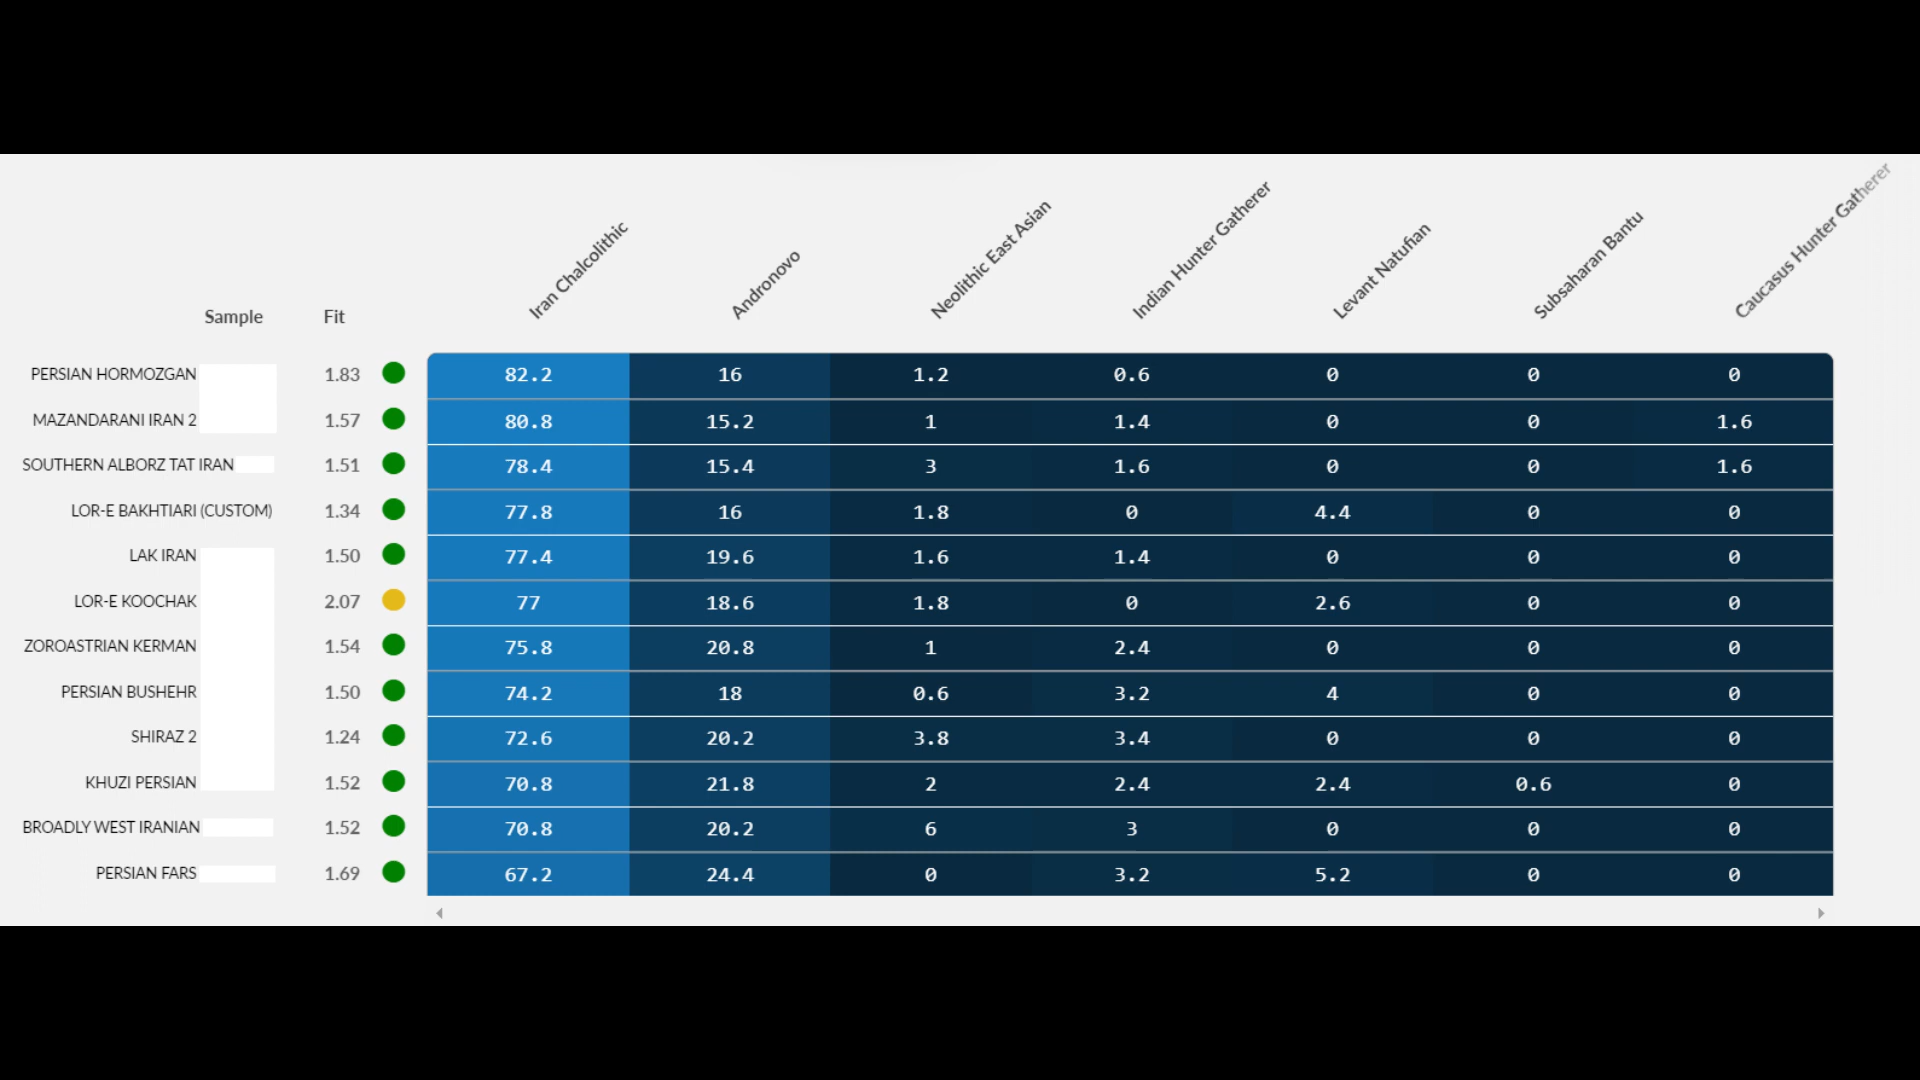 Sample Fit Iran Chalcolithic Andronovo Neolithic East Asian Indian Hunter Gatherer Levant Natufian Subsaharan Bantu Caucasus Hunter Gatherer
PERSIAN HORMOZGAN 1.83 82.2 16 1.2 0.6 0 0 0
MAZANDARANI IRAN 2 1.57 80.8 15.2 1 1.4 0 0 1.6
SOUTHERN ALBORZ TAT IRAN 1.51 78.4 15.4 3 1.6 0 0 1.6
LOR-E BAKHTIARI (CUSTOM) 1.34 77.8 16 1.8 0 4.4 0 0
LAK IRAN 1.50 77.4 19.6 1.6 1.4 0 0 0
LOR-E KOOCHAK 2.07 77 18.6 1.8 0 2.6 0 0
ZOROASTRIAN KERMAN 1.54 75.8 20.8 1 2.4 0 0 0
PERSIAN BUSHEHR 1.50 74.2 18 0.6 3.2 4 0 0
SHIRAZ 2 1.24 72.6 20.2 3.8 3.4 0 0 0
KHUZI PERSIAN 1.52 70.8 21.8 2 2.4 2.4 0.6 0
BROADLY WEST IRANIAN 1.52 70.8 20.2 6 3 0 0 0
PERSIAN FARS 1.69 67.2 24.4 0 3.2 5.2 0 0